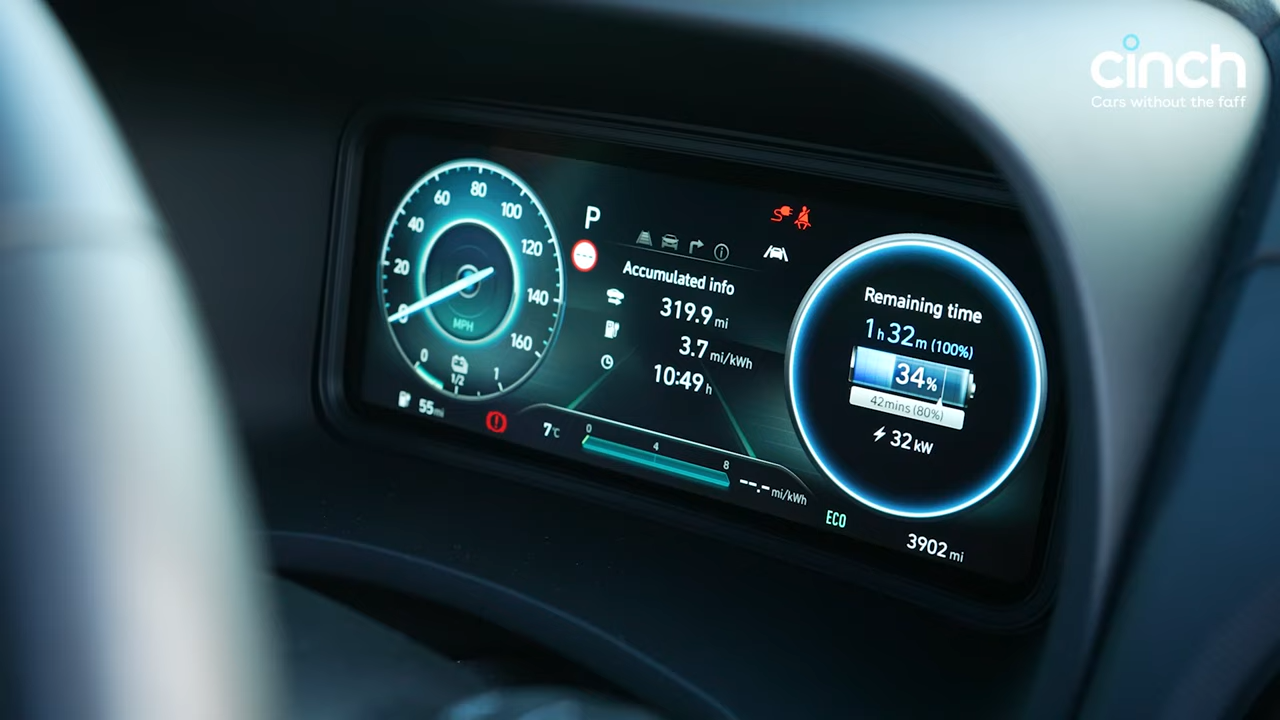 cinch
Cars without the faff
0
20
40
60
80
100
120
140
160
MPH
0
1/2
1
55 mi
P
Accumulated info
319.9 mi
3.7 mi/kWh
10:49 h
7°C
0
4
8
--.- mi/kWh
ECO
Remaining time
1 h 32 m (100%)
34%
42mins (80%)
32 kW
3902 mi